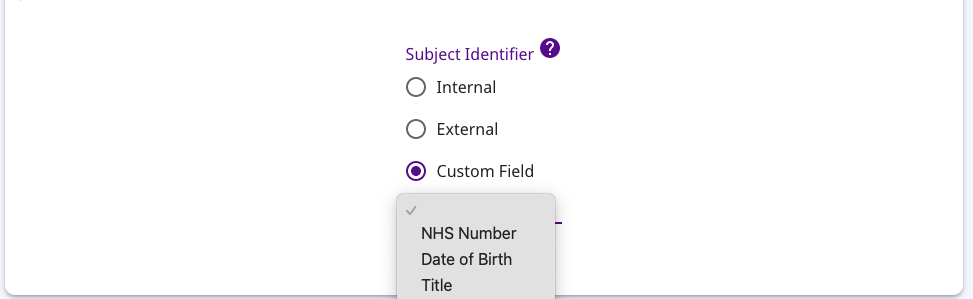 Subject Identifier ?
Internal
External
Custom Field
NHS Number
Date of Birth
Title